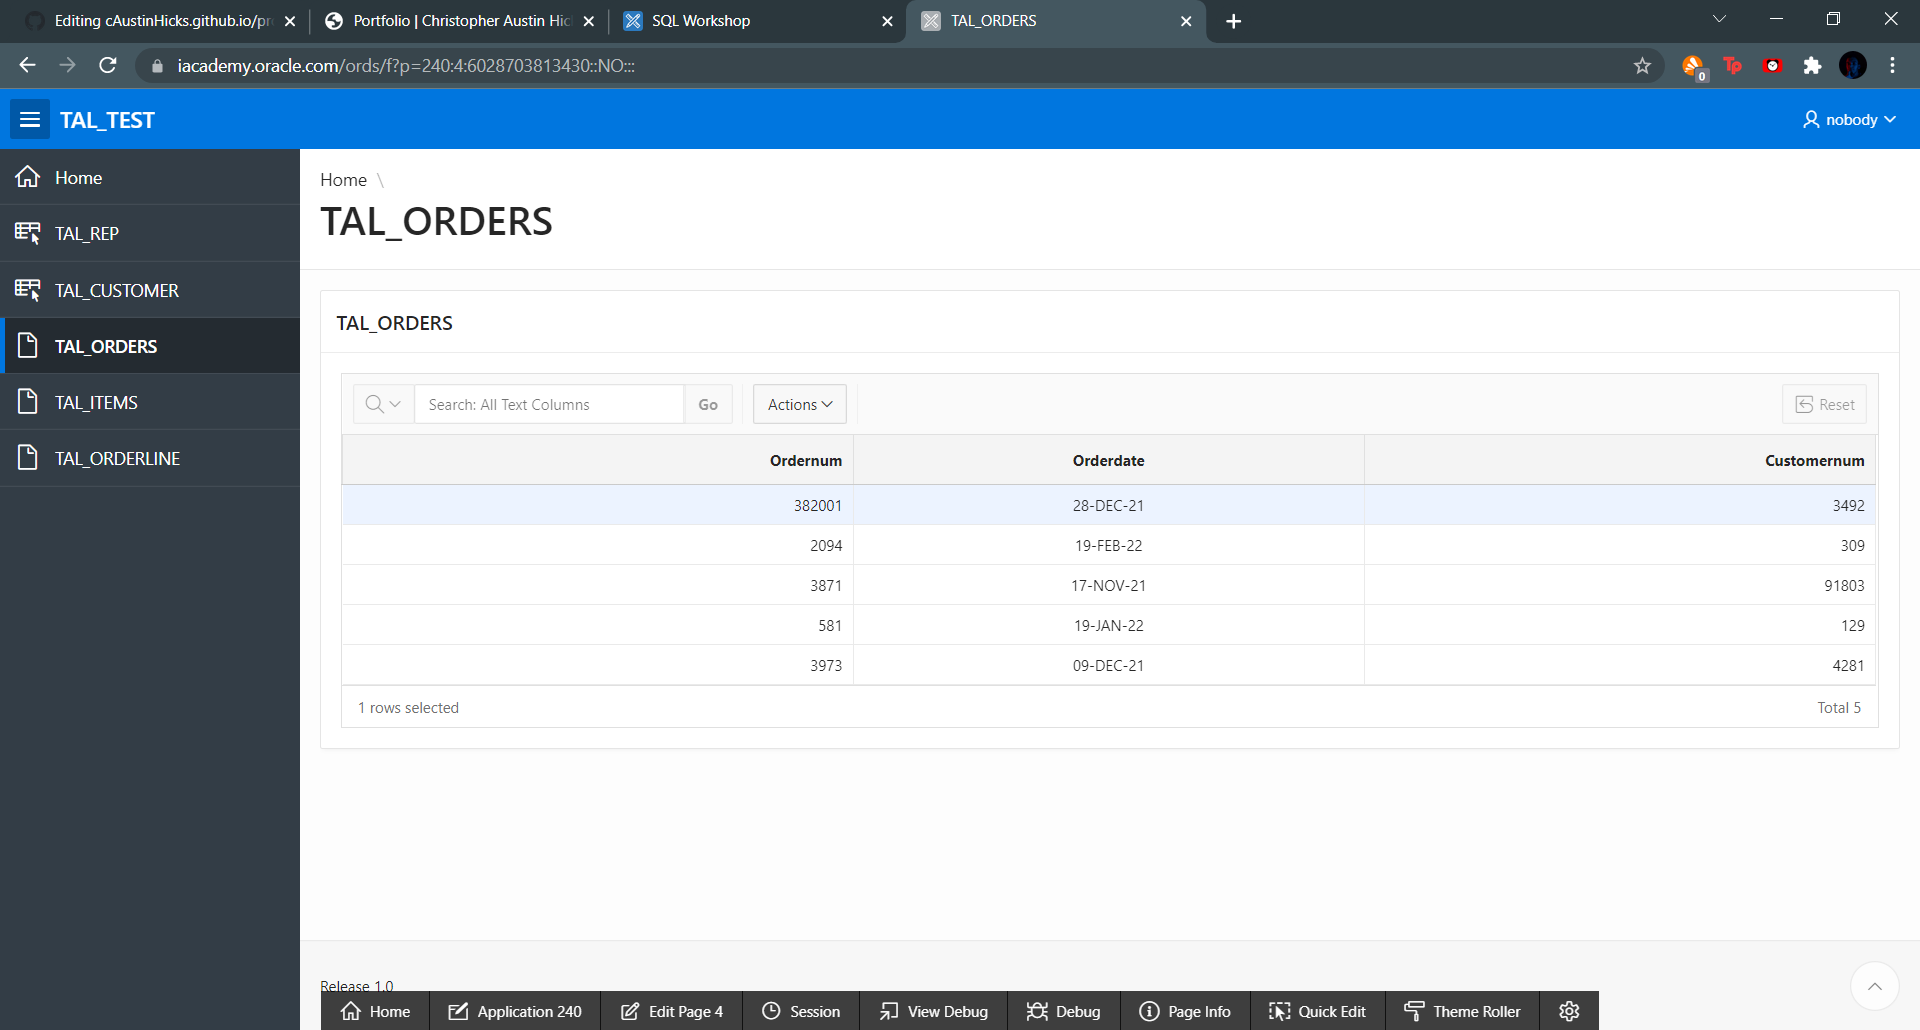 Editing cAustinHicks.github.io/pr
Portfolio | Christopher Austin Hic
SQL Workshop
TAL_ORDERS
iacademy.oracle.com/ords/f?p=240:4:6028703813430::NO:::
0
Tp
TAL_TEST
nobody
Home
TAL_REP
TAL_CUSTOMER
TAL_ORDERS
TAL_ITEMS
TAL_ORDERLINE
Home \
TAL_ORDERS
TAL_ORDERS
Search: All Text Columns Go Actions Reset
Ordernum Orderdate Customernum
382001 28-DEC-21 3492
2094 19-FEB-22 309
3871 17-NOV-21 91803
581 19-JAN-22 129
3973 09-DEC-21 4281
1 rows selected Total 5
Release 1.0
Home Application 240 Edit Page 4 Session View Debug Debug Page Info Quick Edit Theme Roller